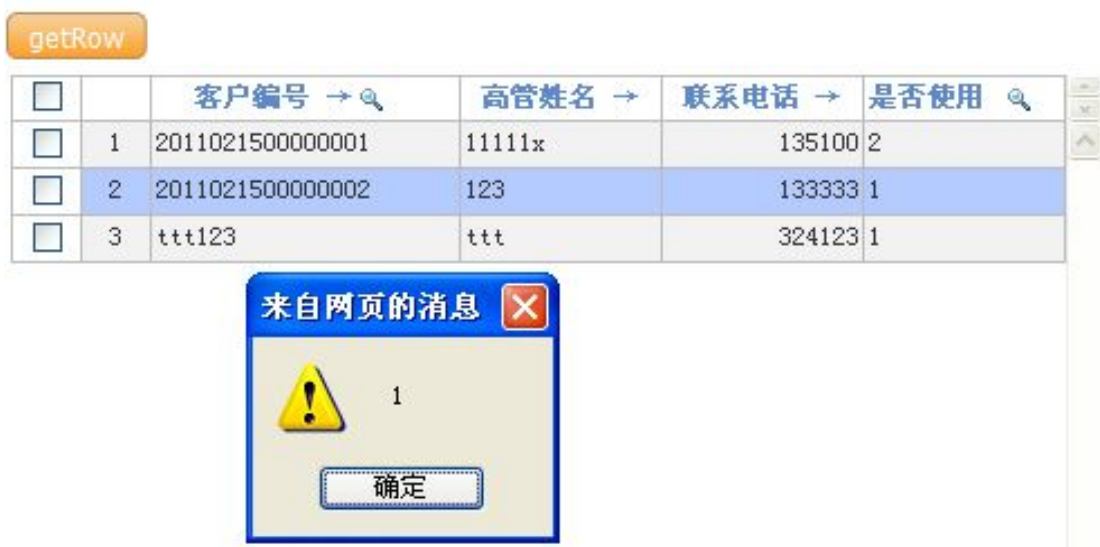 getRow
客户编号 → 高管姓名 → 联系电话 → 是否使用
1 2011021500000001 11111x 135100 2
2 2011021500000002 123 133333 1
3 ttt123 ttt 324123 1
来自网页的消息
1
确定